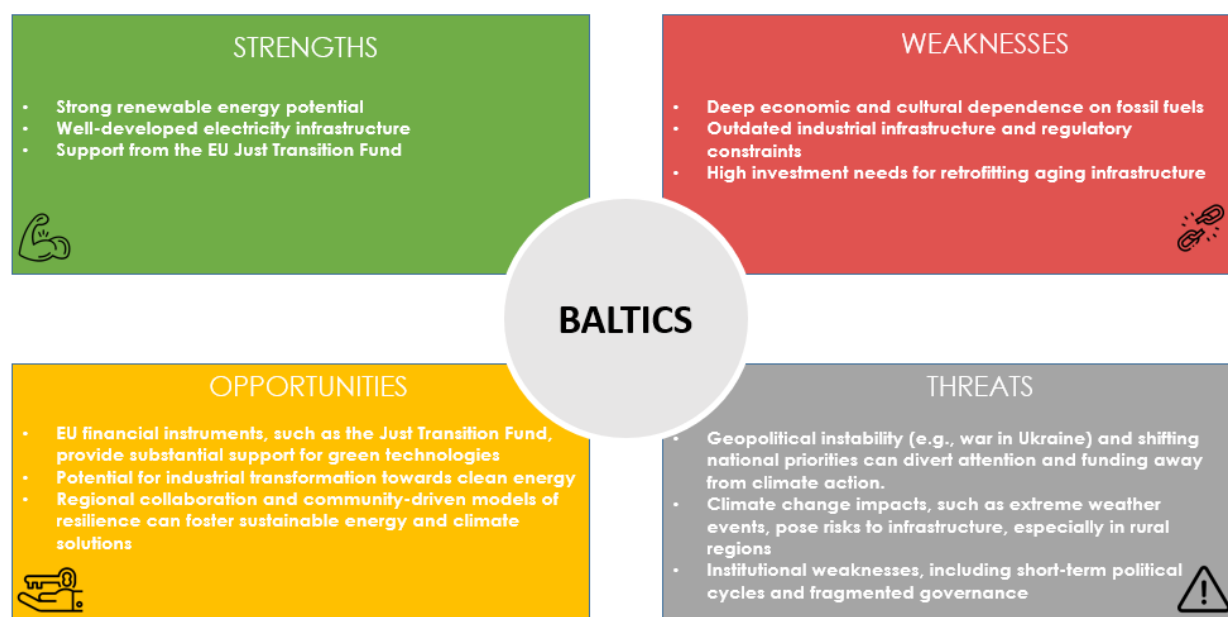 STRENGTHS
• Strong renewable energy potential
• Well-developed electricity infrastructure
• Support from the EU Just Transition Fund
WEAKNESSES
• Deep economic and cultural dependence on fossil fuels
• Outdated industrial infrastructure and regulatory
constraints
• High investment needs for retrofitting aging infrastructure
BALTICS
OPPORTUNITIES
• EU financial instruments, such as the Just Transition Fund,
provide substantial support for green technologies
• Potential for industrial transformation towards clean energy
• Regional collaboration and community-driven models of
resilience can foster sustainable energy and climate
solutions
THREATS
• Geopolitical instability (e.g., war in Ukraine) and shifting
national priorities can divert attention and funding away
from climate action.
• Climate change impacts, such as extreme weather
events, pose risks to infrastructure, especially in rural
regions
• Institutional weaknesses, including short-term political
cycles and fragmented governance